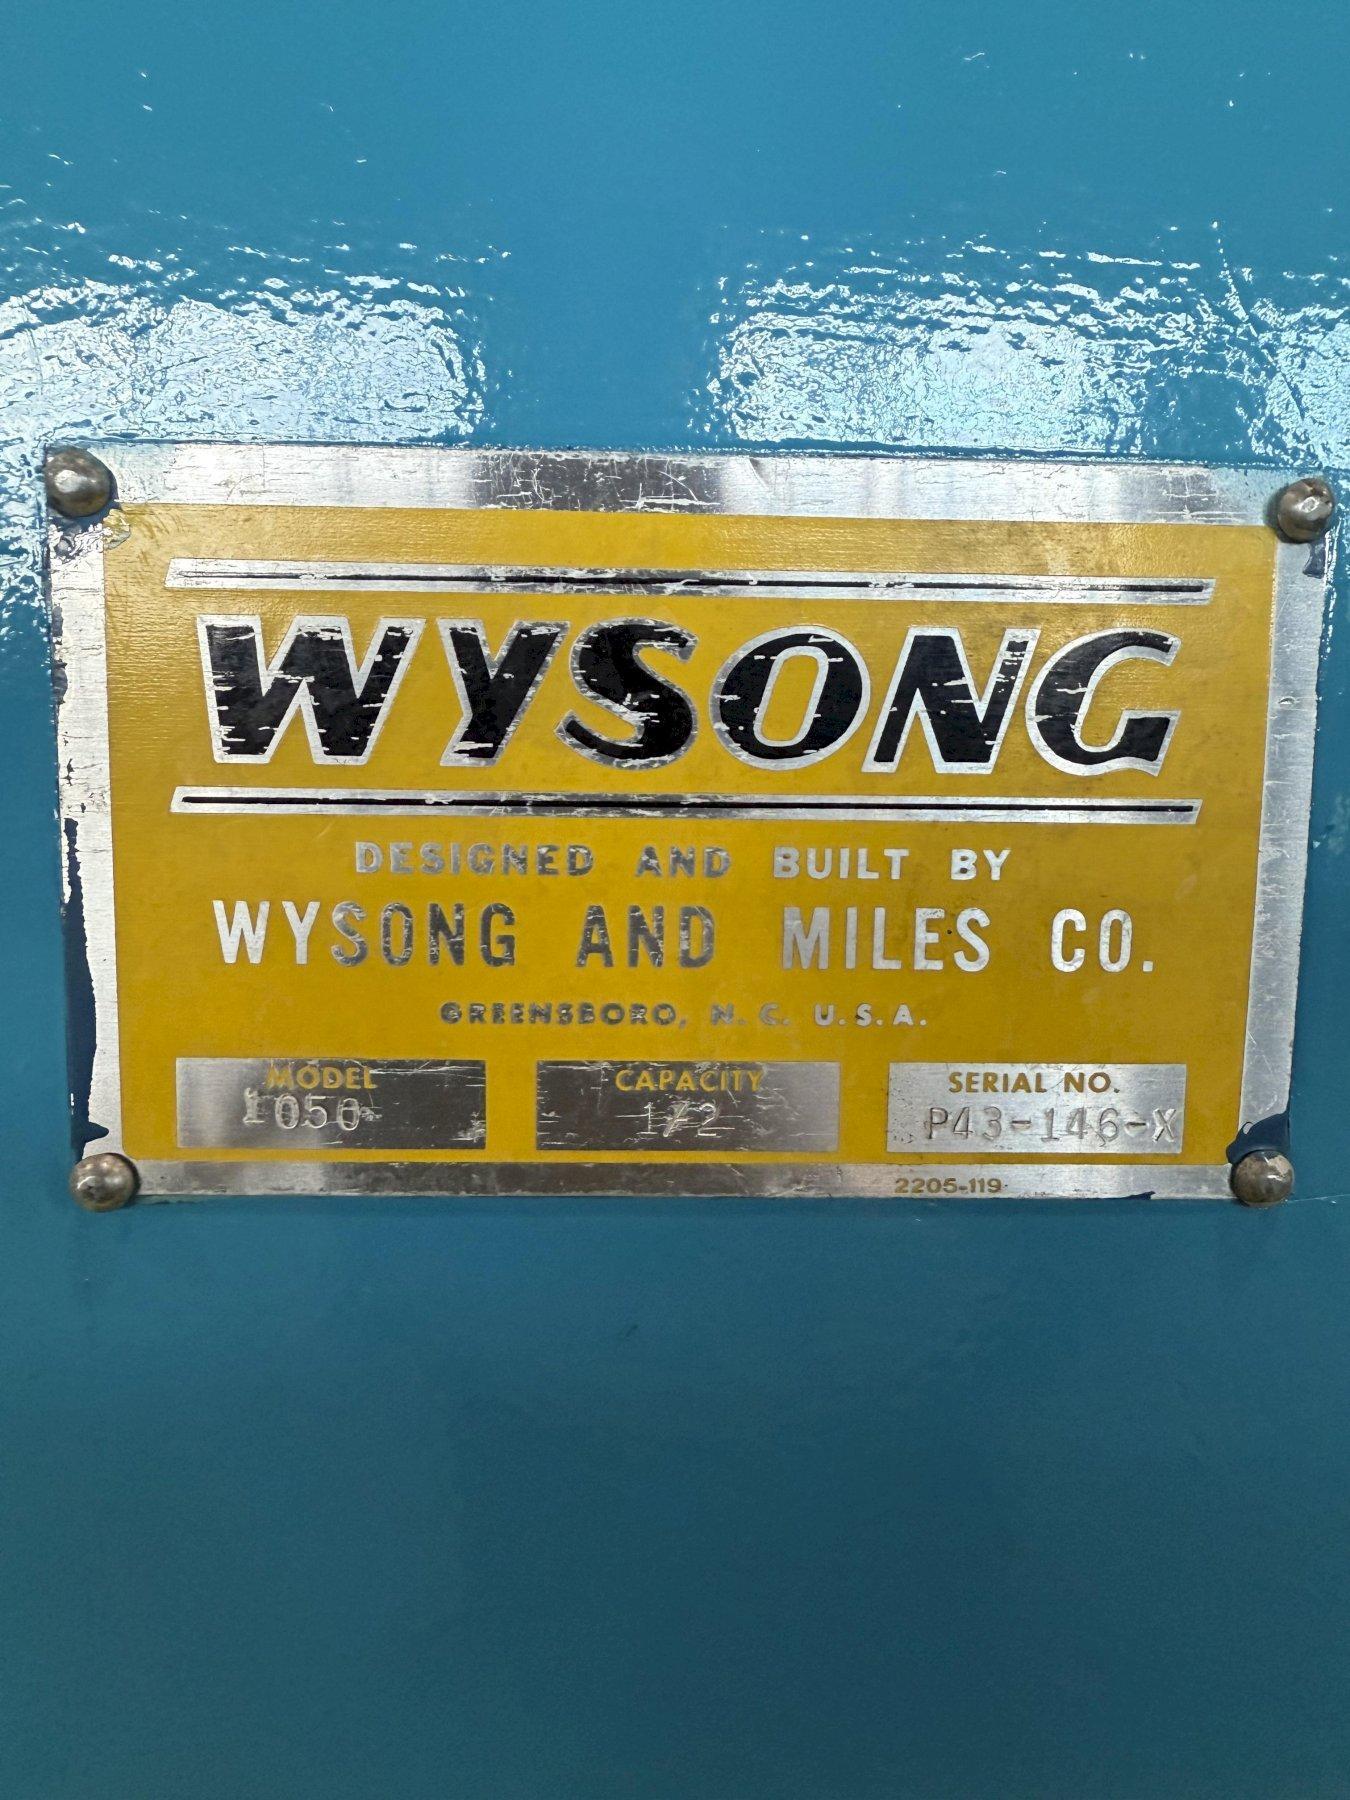 WYSONG
DESIGNED AND BUILT BY
WYSONG AND MILES CO.
GREENSBORO, N.C. U.S.A.
MODEL CAPACITY SERIAL NO.
1050 1/2 P43-146-X
2205-119